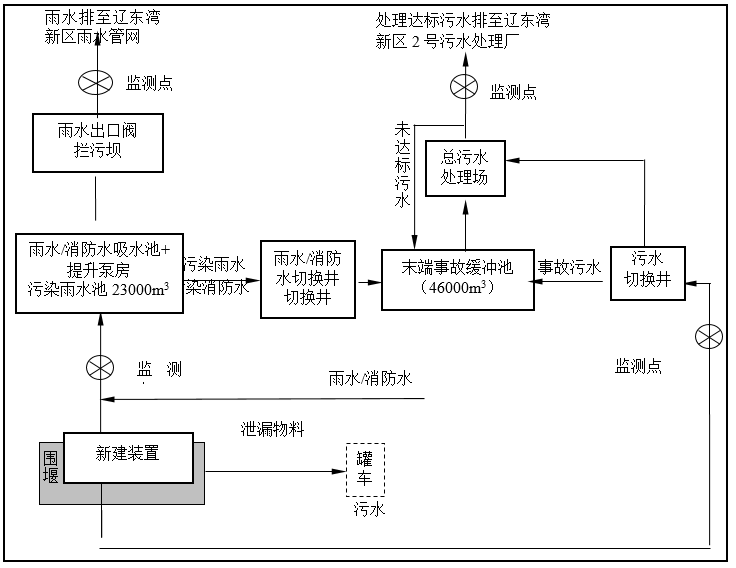 雨水排至辽东湾
新区雨水管网
处理达标污水排至辽东湾
新区2号污水处理厂
监测点
监测点
雨水出口阀
拦污坝
未达标污水
总污水
处理场
雨水/消防水吸水池+
提升泵房
污染雨水池23000m³
污染雨水
染消防水
雨水/消防
水切换井
切换井
末端事故缓冲池
（46000m³）
事故污水
污水
切换井
监 测
监测点
雨水/消防水
泄漏物料
围堰
新建装置
罐车
污水